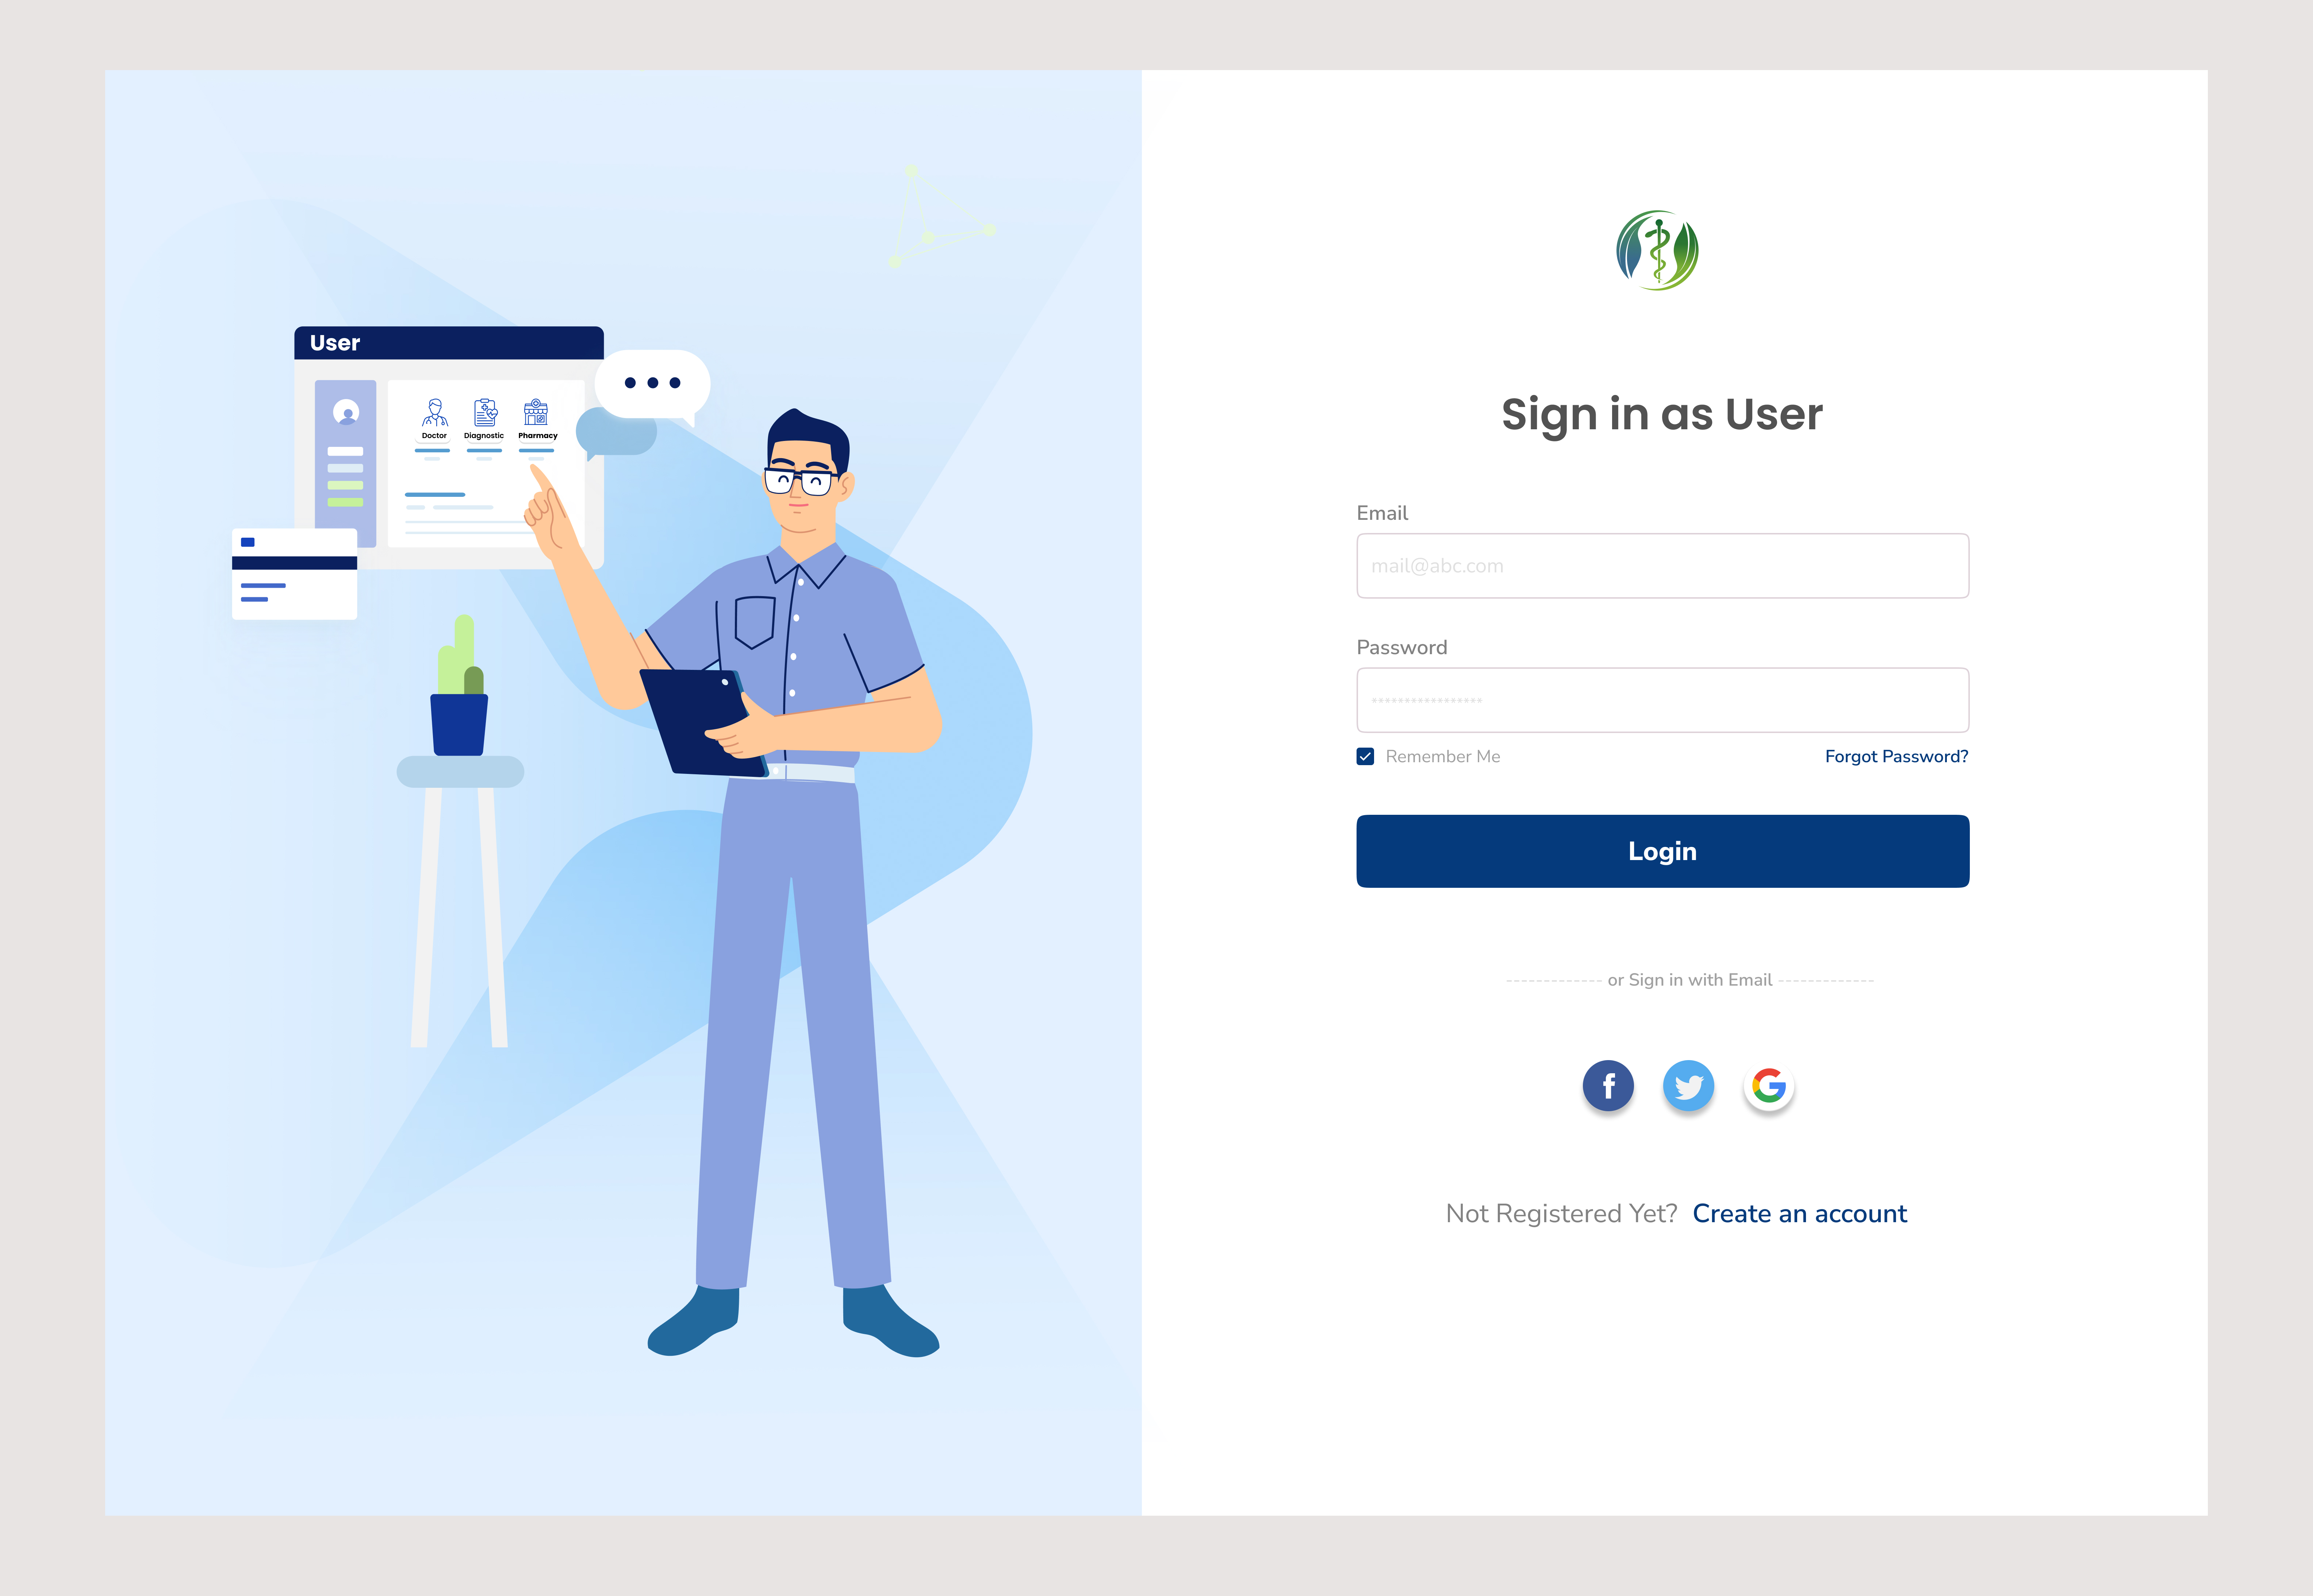 User
Doctor Diagnostic Pharmacy
Sign in as User
Email
mail@abc.com
Password
****************
Remember Me Forgot Password?
Login
------------- or Sign in with Email -------------
Not Registered Yet? Create an account